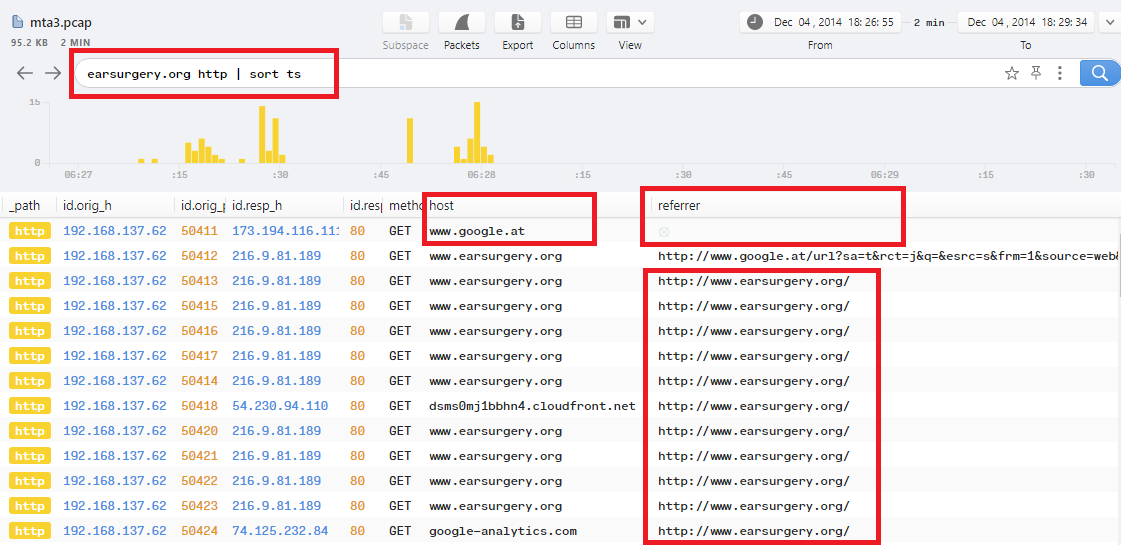 mta3.pcap
95.2 KB 2 MIN
Subspace Packets Export Columns View
Dec 04, 2014 18:26:55 2 min Dec 04, 2014 18:29:34
From To
earsurgery.org http | sort ts
15
0
06:27 :15 :30 :45 06:28 :15 :30 :45 06:29 :15 :30
_path id.orig_h id.orig_p id.resp_h id.resp metho host referrer
http 192.168.137.62 50411 173.194.116.111 80 GET www.google.at
http 192.168.137.62 50412 216.9.81.189 80 GET www.earsurgery.org http://www.google.at/url?sa=t&rct=j&q=&esrc=s&frm=1&source=web&
http 192.168.137.62 50413 216.9.81.189 80 GET www.earsurgery.org http://www.earsurgery.org/
http 192.168.137.62 50415 216.9.81.189 80 GET www.earsurgery.org http://www.earsurgery.org/
http 192.168.137.62 50416 216.9.81.189 80 GET www.earsurgery.org http://www.earsurgery.org/
http 192.168.137.62 50417 216.9.81.189 80 GET www.earsurgery.org http://www.earsurgery.org/
http 192.168.137.62 50414 216.9.81.189 80 GET www.earsurgery.org http://www.earsurgery.org/
http 192.168.137.62 50418 54.230.94.110 80 GET dsms0mj1bbhn4.cloudfront.net http://www.earsurgery.org/
http 192.168.137.62 50420 216.9.81.189 80 GET www.earsurgery.org http://www.earsurgery.org/
http 192.168.137.62 50421 216.9.81.189 80 GET www.earsurgery.org http://www.earsurgery.org/
http 192.168.137.62 50422 216.9.81.189 80 GET www.earsurgery.org http://www.earsurgery.org/
http 192.168.137.62 50423 216.9.81.189 80 GET www.earsurgery.org http://www.earsurgery.org/
http 192.168.137.62 50424 74.125.232.84 80 GET google-analytics.com http://www.earsurgery.org/